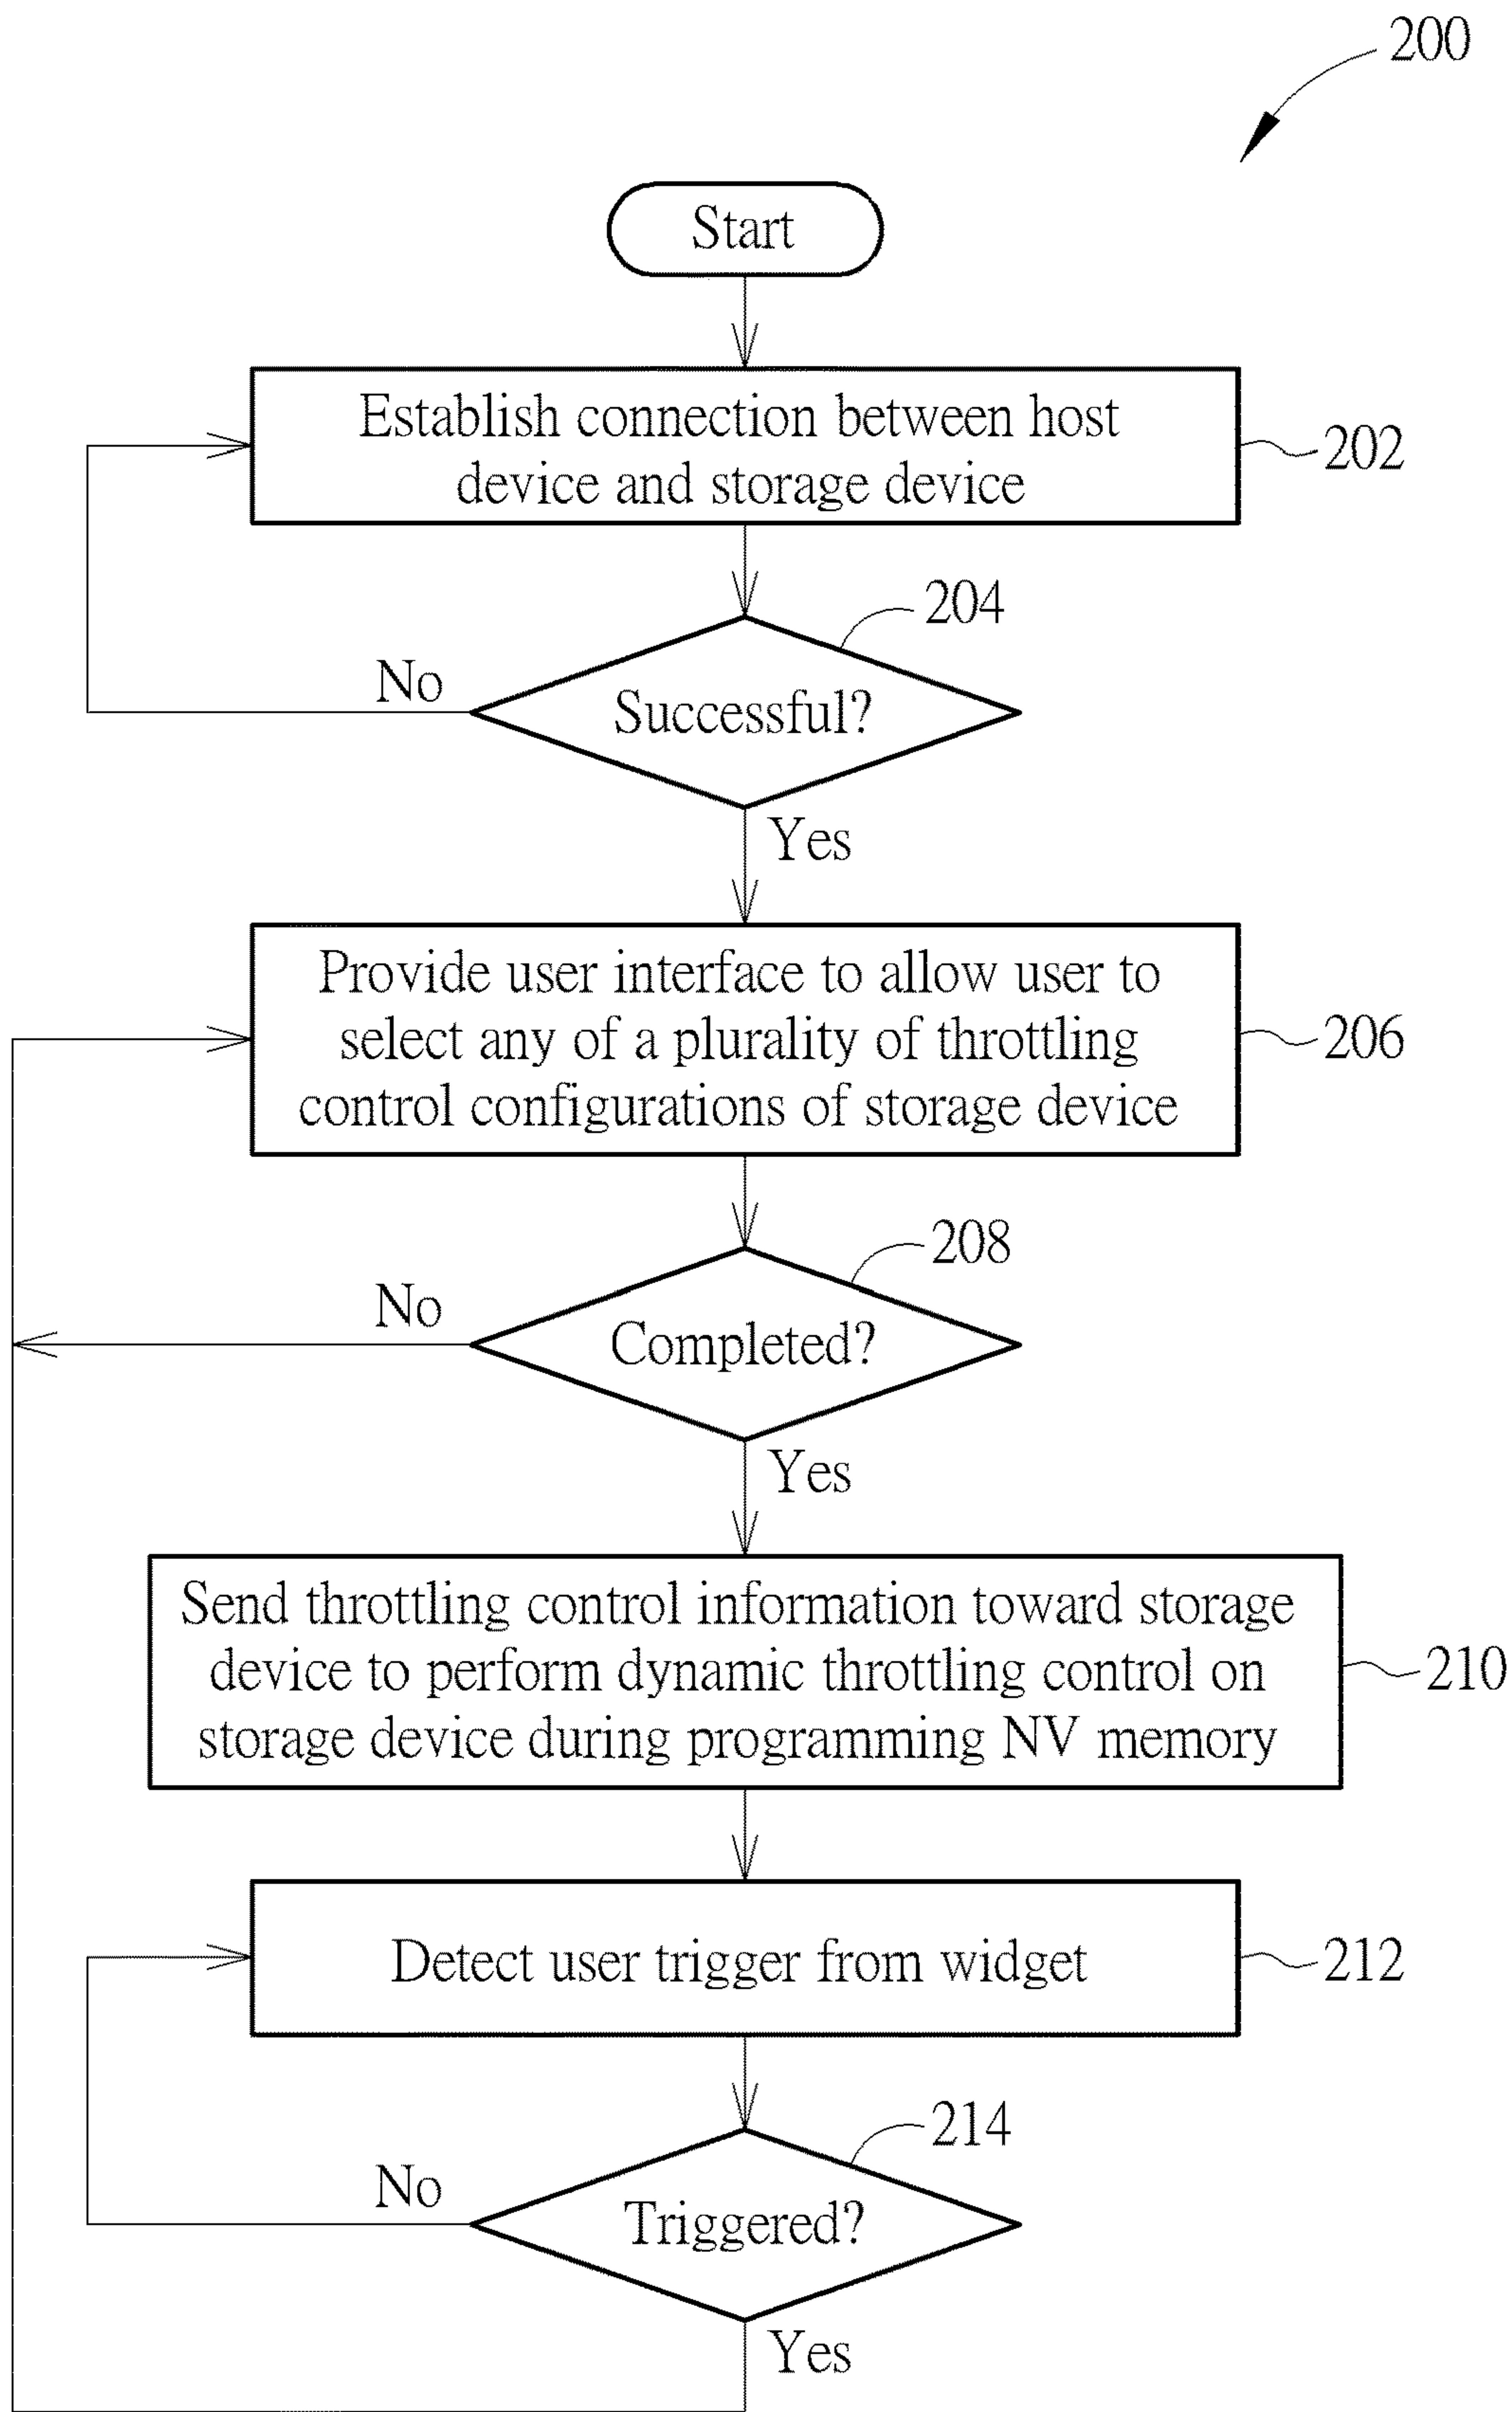 200
Start
Establish connection between host
device and storage device
202
204
Successful?
No
Yes
Provide user interface to allow user to
select any of a plurality of throttling
control configurations of storage device
206
208
Completed?
No
Yes
Send throttling control information toward storage
device to perform dynamic throttling control on
storage device during programming NV memory
210
Detect user trigger from widget
212
214
Triggered?
No
Yes